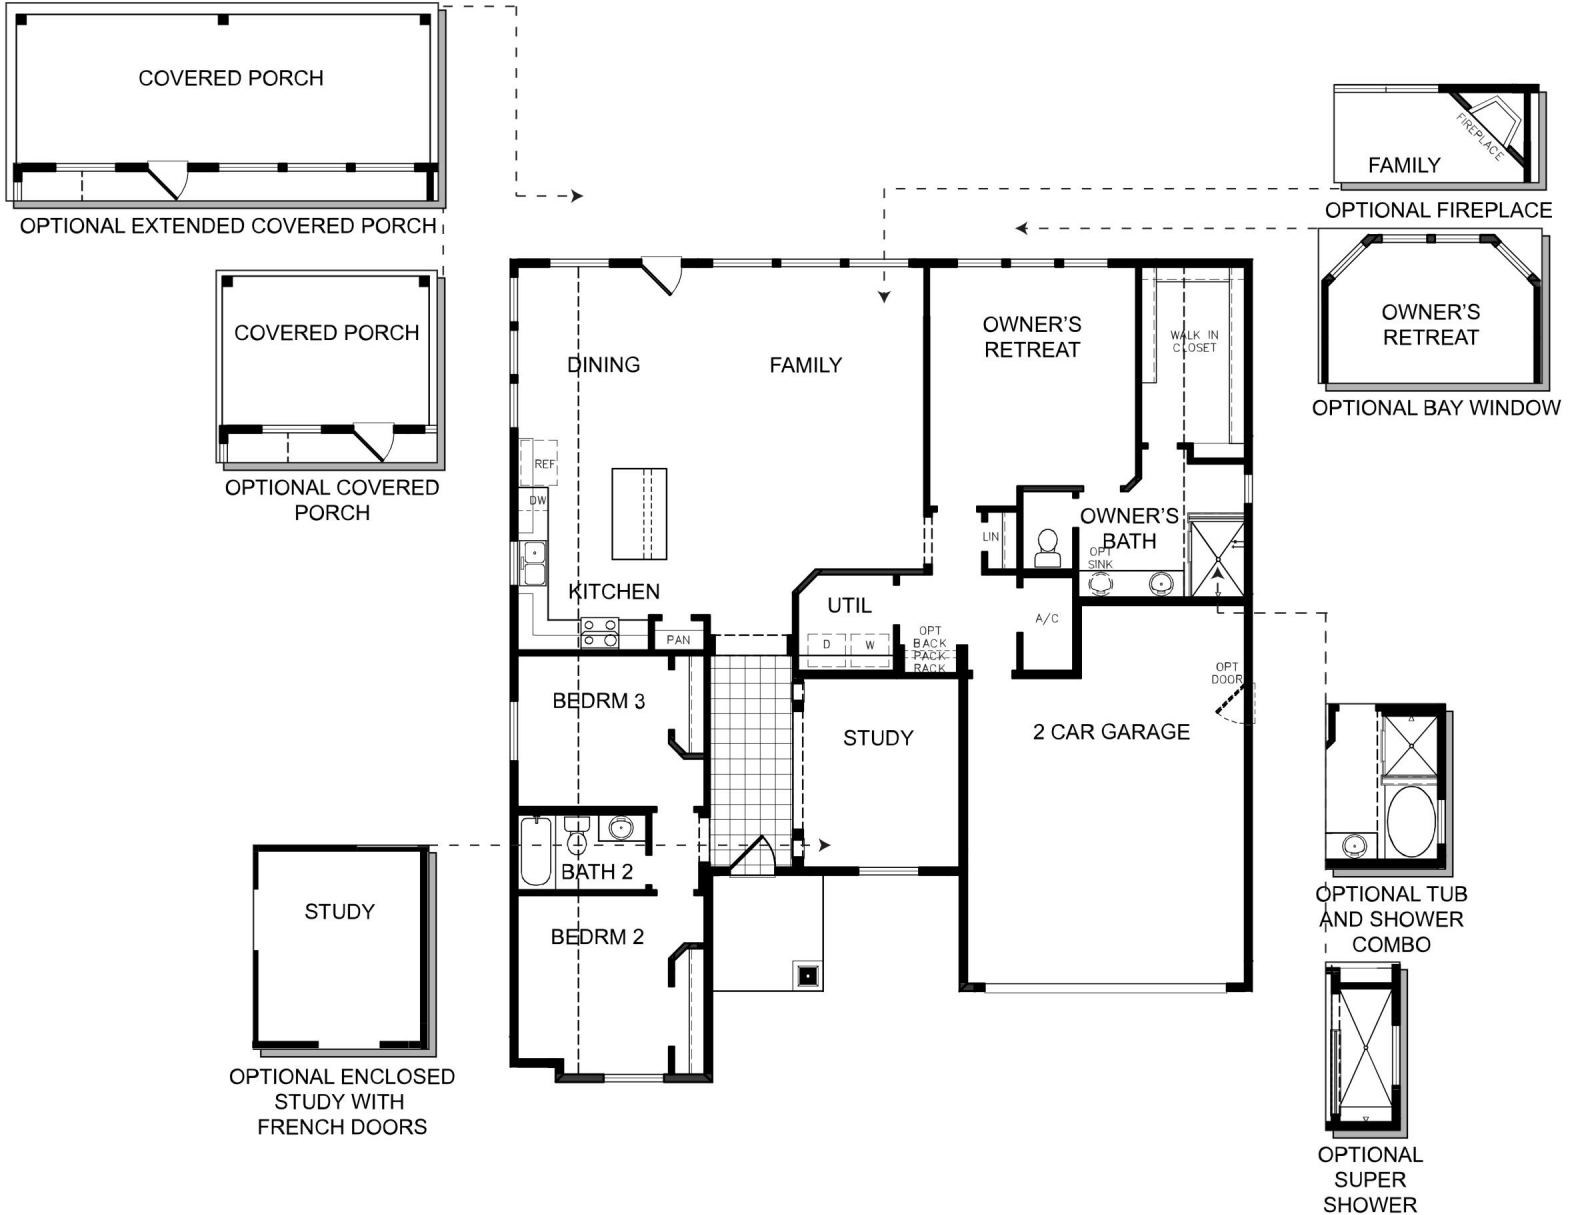 COVERED PORCH
OPTIONAL EXTENDED COVERED PORCH
COVERED PORCH
OPTIONAL COVERED
PORCH
FIREPLACE
FAMILY
OPTIONAL FIREPLACE
OWNER'S
RETREAT
OPTIONAL BAY WINDOW
DINING
FAMILY
OWNER'S
RETREAT
WALK IN
CLOSET
REF
DW
KITCHEN
PAN
UTIL
D
W
OPT
BACK
PACK
RACK
LIN
OWNER'S
BATH
OPT
SINK
A/C
OPT
DOOR
BEDRM 3
STUDY
2 CAR GARAGE
BATH 2
BEDRM 2
STUDY
OPTIONAL ENCLOSED
STUDY WITH
FRENCH DOORS
OPTIONAL TUB
AND SHOWER
COMBO
OPTIONAL
SUPER
SHOWER